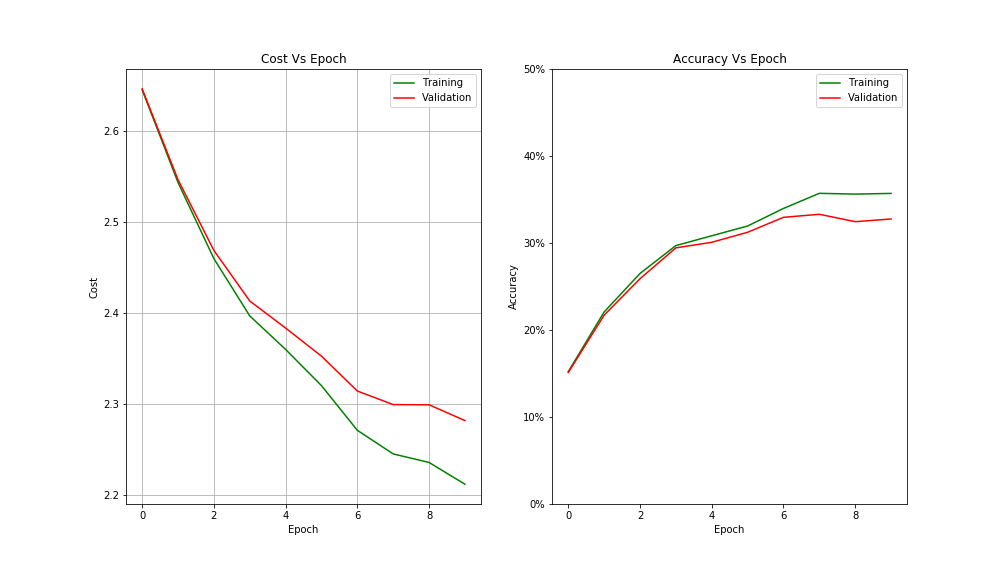 Cost Vs Epoch
Training
Validation
2.6
2.5
2.4
2.3
2.2
Cost
0 2 4 6 8
Epoch
Accuracy Vs Epoch
Training
Validation
50%
40%
30%
20%
10%
0%
Accuracy
0 2 4 6 8
Epoch